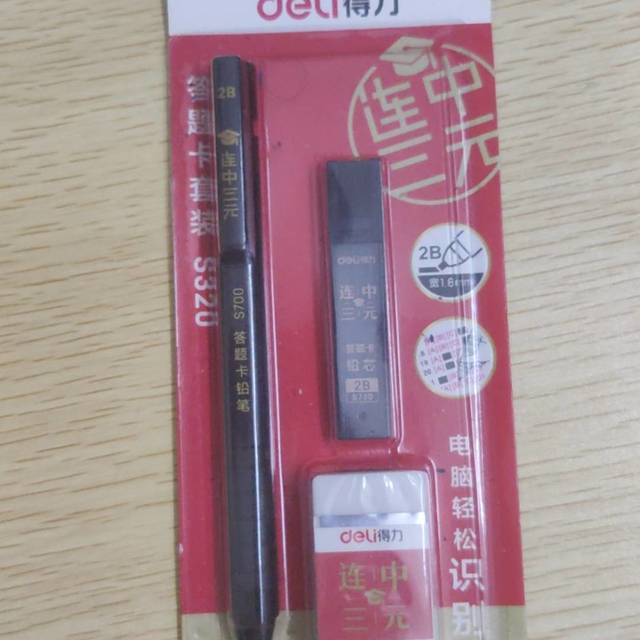 deli得力
答题卡套装 S320
2B
连中三元
S700 答题卡铅笔
deli得力
连中
三元
答题卡
铅芯
2B
连中
三元
2B
宽1.8mm
电脑轻松识别
deli得力
连中
三元